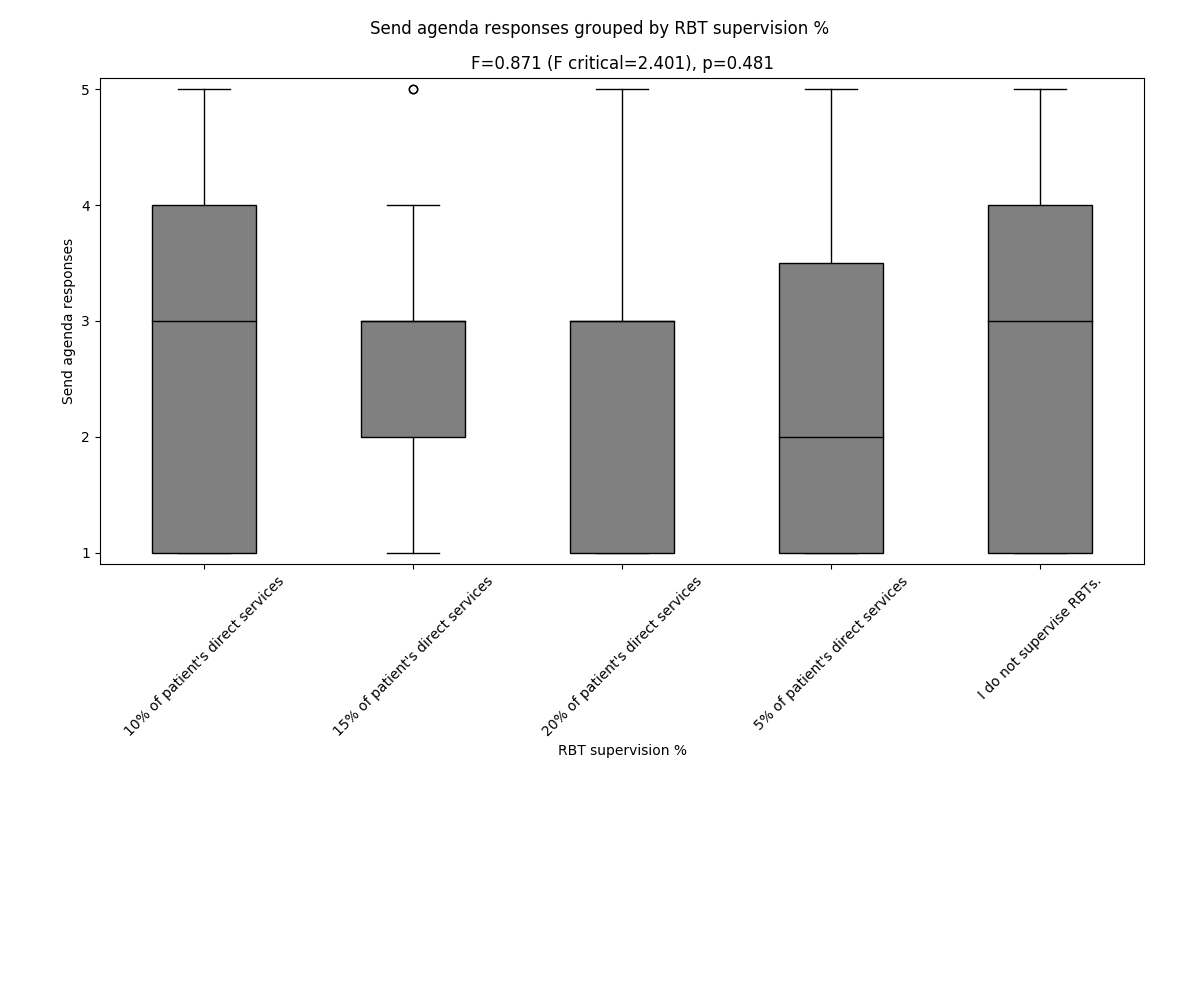 Send agenda responses grouped by RBT supervision %
F=0.871 (F critical=2.401), p=0.481
Send agenda responses
5
4
3
2
1
10% of patient's direct services
15% of patient's direct services
20% of patient's direct services
5% of patient's direct services
I do not supervise RBTs.
RBT supervision %